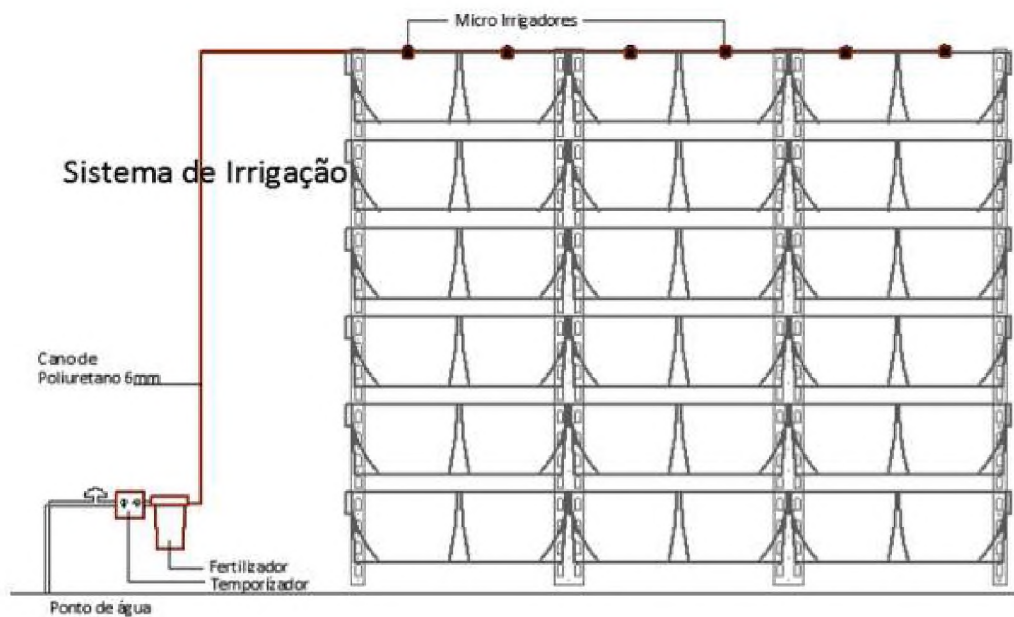 Micro Irrigadores
Sistema de Irrigação
Cano de
Poliuretano 6mm
Fertilizador
Temporizador
Ponto de água